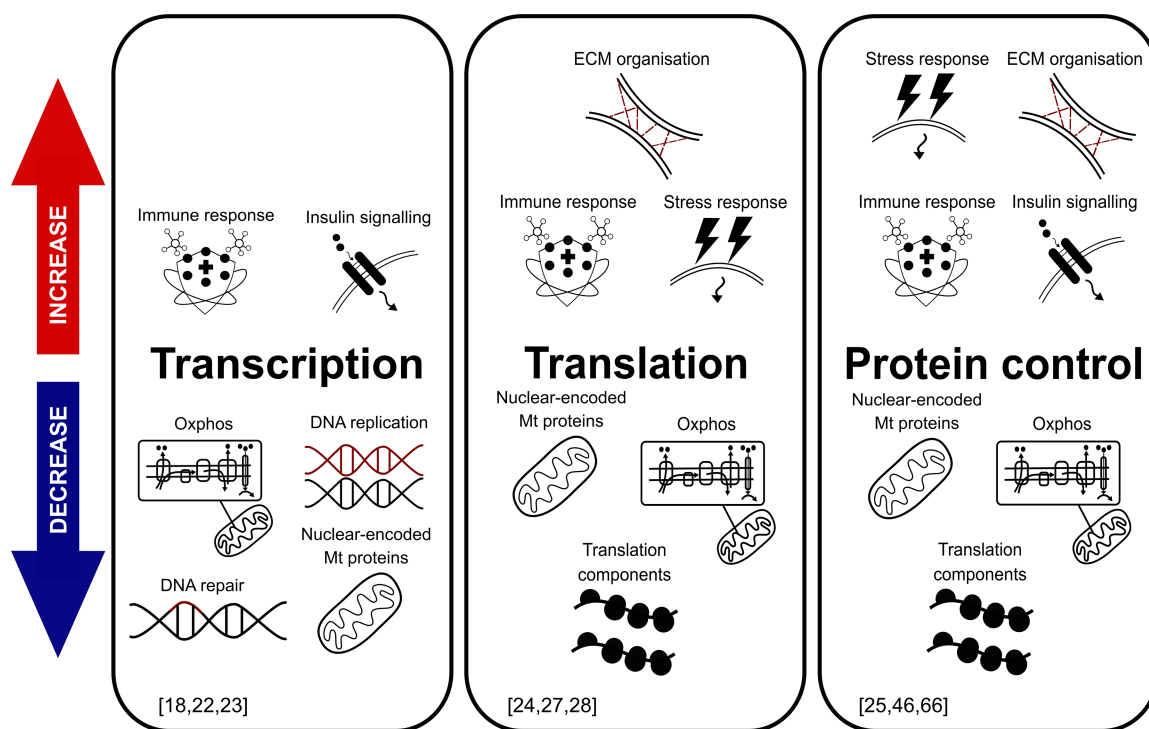 INCREASE
DECREASE
Immune response
Insulin signalling
Transcription
Oxphos
DNA replication
Nuclear-encoded
Mt proteins
DNA repair
[18,22,23]
ECM organisation
Immune response
Stress response
Translation
Nuclear-encoded
Mt proteins
Oxphos
Translation
components
[24,27,28]
Stress response
ECM organisation
Immune response
Insulin signalling
Protein control
Nuclear-encoded
Mt proteins
Oxphos
Translation
components
[25,46,66]